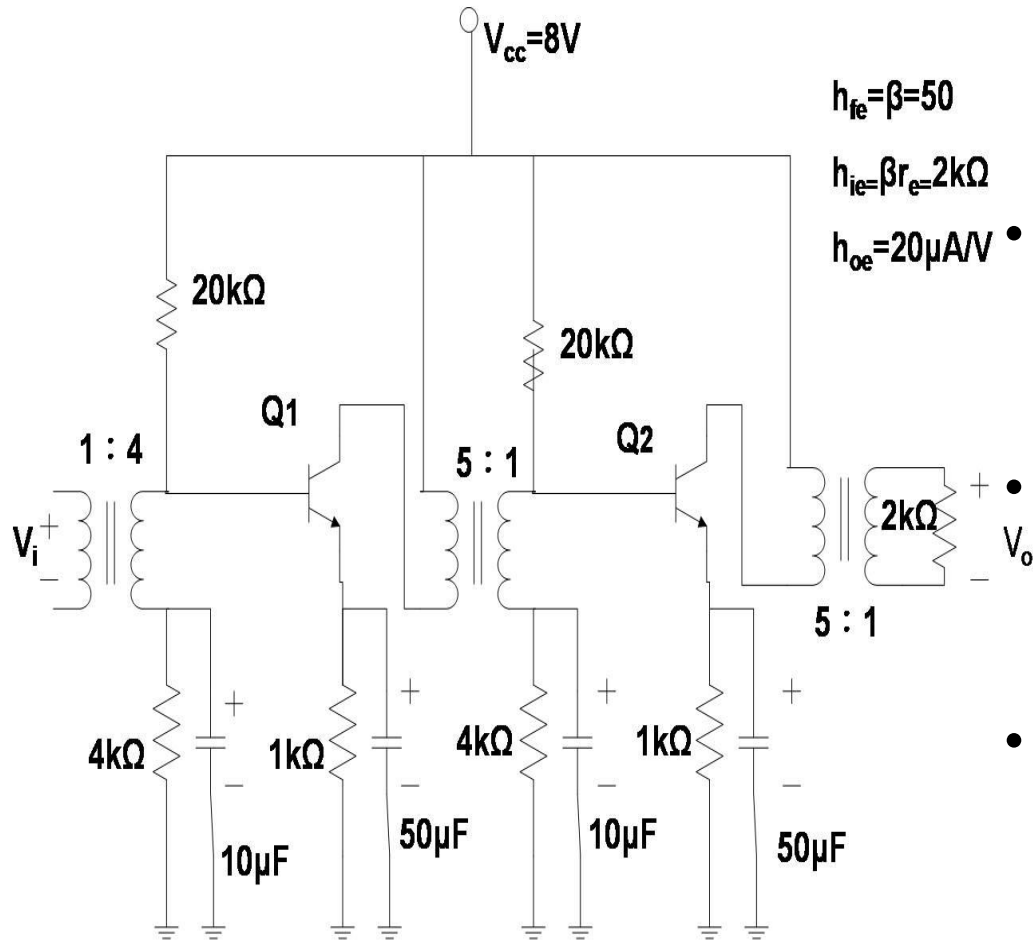 Vcc=8V
hfe=β=50
hie=βre=2kΩ
hoe=20μA/V
20kΩ
20kΩ
Q1
Q2
1 : 4
5 : 1
+
Vi
−
2kΩ
+
Vo
−
5 : 1
+
+
+
+
4kΩ
1kΩ
4kΩ
1kΩ
−
−
−
−
10μF
50μF
10μF
50μF